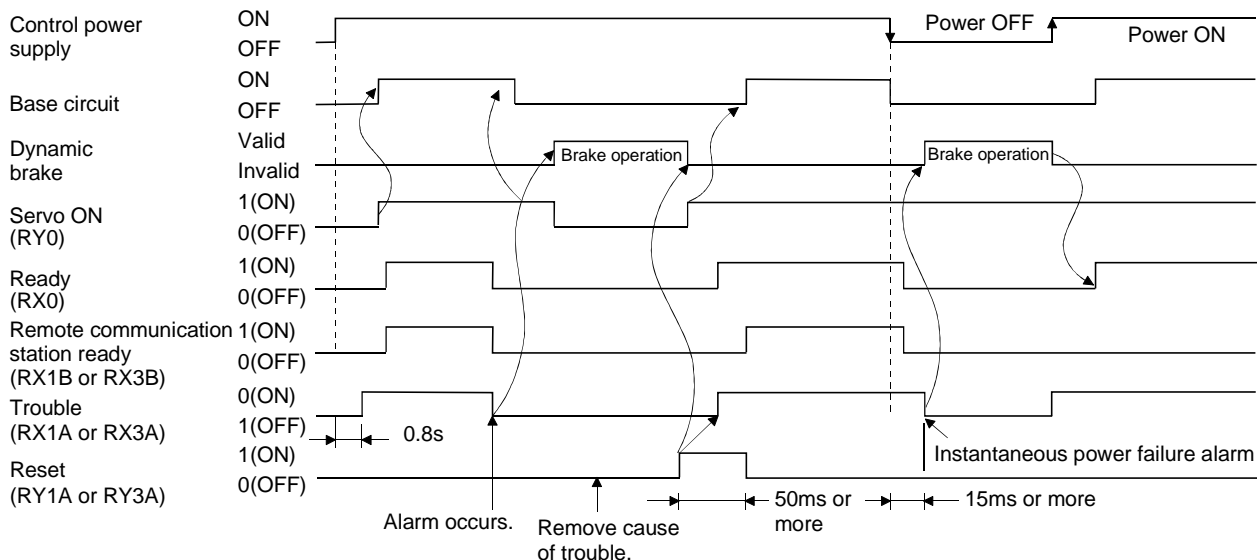 Control power
supply
ON
OFF
Power OFF
Power ON
Base circuit
ON
OFF
Dynamic
brake
Valid
Invalid
Brake operation
Brake operation
Servo ON
(RY0)
1(ON)
0(OFF)
Ready
(RX0)
1(ON)
0(OFF)
Remote communication
station ready
(RX1B or RX3B)
1(ON)
0(OFF)
Trouble
(RX1A or RX3A)
0(ON)
1(OFF)
0.8s
Instantaneous power failure alarm
Reset
(RY1A or RY3A)
1(ON)
0(OFF)
50ms or
more
15ms or more
Alarm occurs.
Remove cause
of trouble.